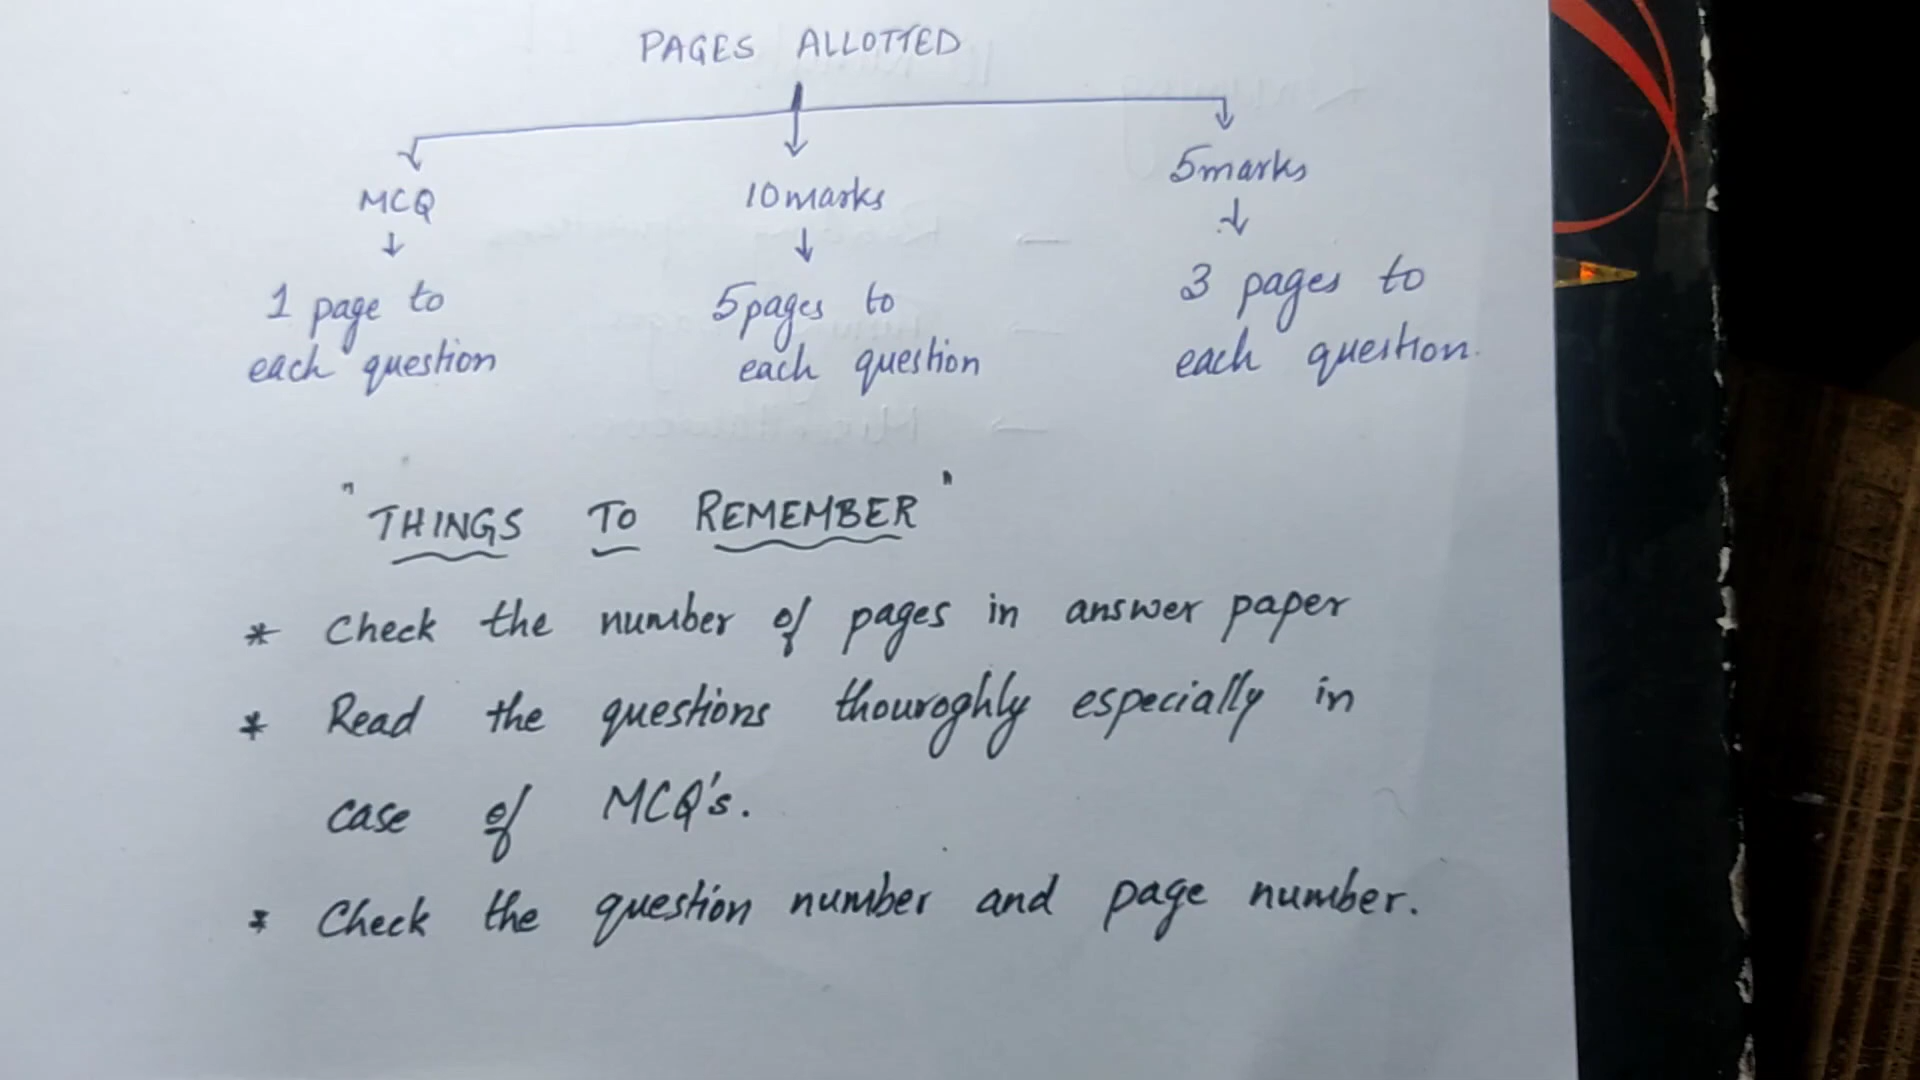 PAGES ALLOTTED
MCQ 10marks 5marks
1 page to 5pages to 3 pages to
each question each question each question.
" THINGS TO REMEMBER "
* Check the number of pages in answer paper
* Read the questions thouroghly especially in
case of MCQ's.
* Check the question number and page number.